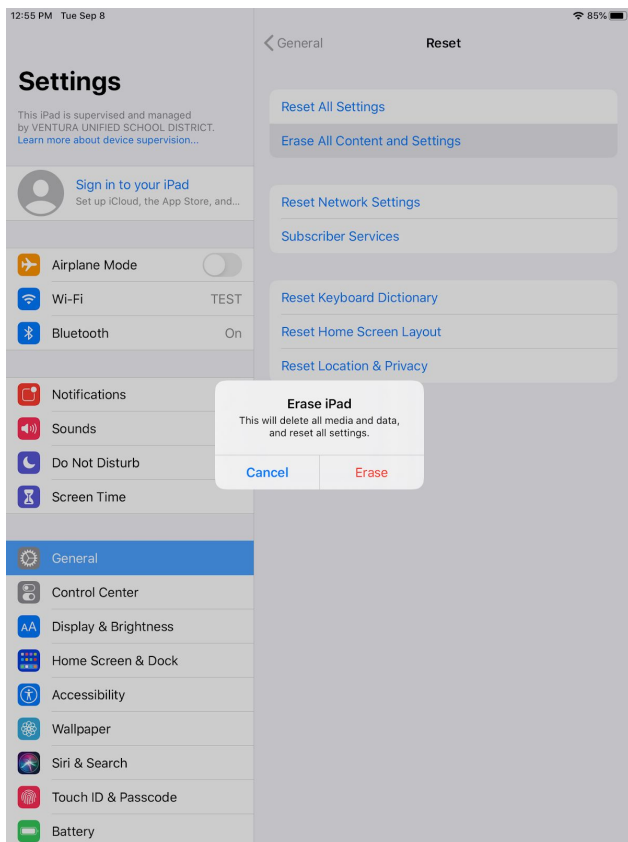 12:55 PM Tue Sep 8
85%
General
Reset
Settings
This iPad is supervised and managed
by VENTURA UNIFIED SCHOOL DISTRICT.
Learn more about device supervision...
Sign in to your iPad
Set up iCloud, the App Store, and...
Airplane Mode
Wi-Fi TEST
Bluetooth On
Notifications
Sounds
Do Not Disturb
Screen Time
General
Control Center
AA Display & Brightness
Home Screen & Dock
Accessibility
Wallpaper
Siri & Search
Touch ID & Passcode
Battery
Reset All Settings
Erase All Content and Settings
Reset Network Settings
Subscriber Services
Reset Keyboard Dictionary
Reset Home Screen Layout
Reset Location & Privacy
Erase iPad
This will delete all media and data,
and reset all settings.
Cancel Erase